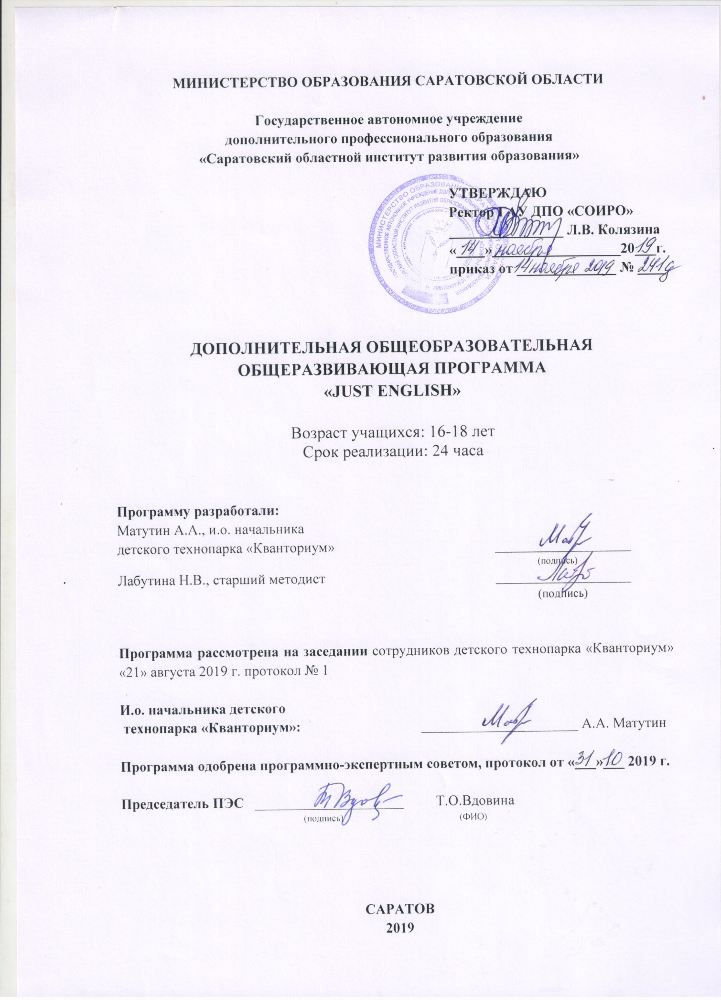 МИНИСТЕРСТВО ОБРАЗОВАНИЯ САРАТОВСКОЙ ОБЛАСТИ
Государственное автономное учреждение
дополнительного профессионального образования
«Саратовский областной институт развития образования»
УТВЕРЖДАЮ
Ректор ГАУ ДПО «СОИРО»
Л.В. Колязина
«14» ноября 2019 г.
приказ от 14 ноября 2019 №
ДОПОЛНИТЕЛЬНАЯ ОБЩЕОБРАЗОВАТЕЛЬНАЯ
ОБЩЕРАЗВИВАЮЩАЯ ПРОГРАММА
«JUST ENGLISH»
Возраст учащихся: 16-18 лет
Срок реализации: 24 часа
Программу разработали:
Матутин А.А., и.о. начальника
детского технопарка «Кванториум»
(подпись)
Лабутина Н.В., старший методист
(подпись)
Программа рассмотрена на заседании сотрудников детского технопарка «Кванториум»
«21» августа 2019 г. протокол № 1
И.о. начальника детского
технопарка «Кванториум»: А.А. Матутин
Программа одобрена программно-экспертным советом, протокол от «31» 10 2019 г.
Председатель ПЭС Т.О.Вдовина
(подпись) (ФИО)
САРАТОВ
2019